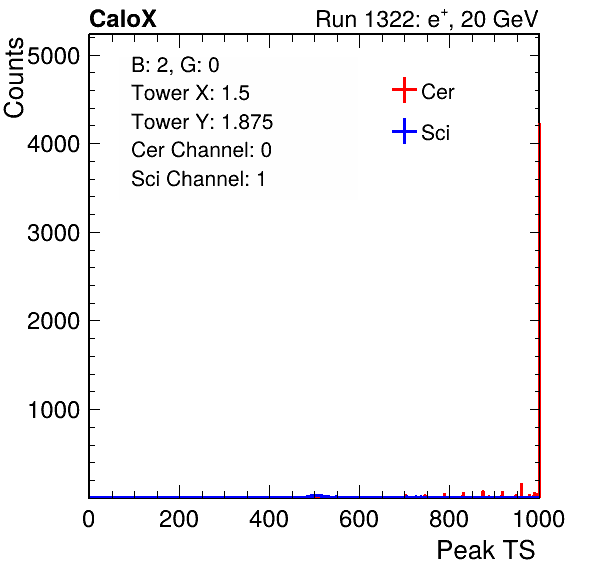 CaloX Run 1322: e⁺, 20 GeV
Counts
5000
4000
3000
2000
1000
B: 2, G: 0
Tower X: 1.5
Tower Y: 1.875
Cer Channel: 0
Sci Channel: 1
Cer
Sci
0 200 400 600 800 1000
Peak TS